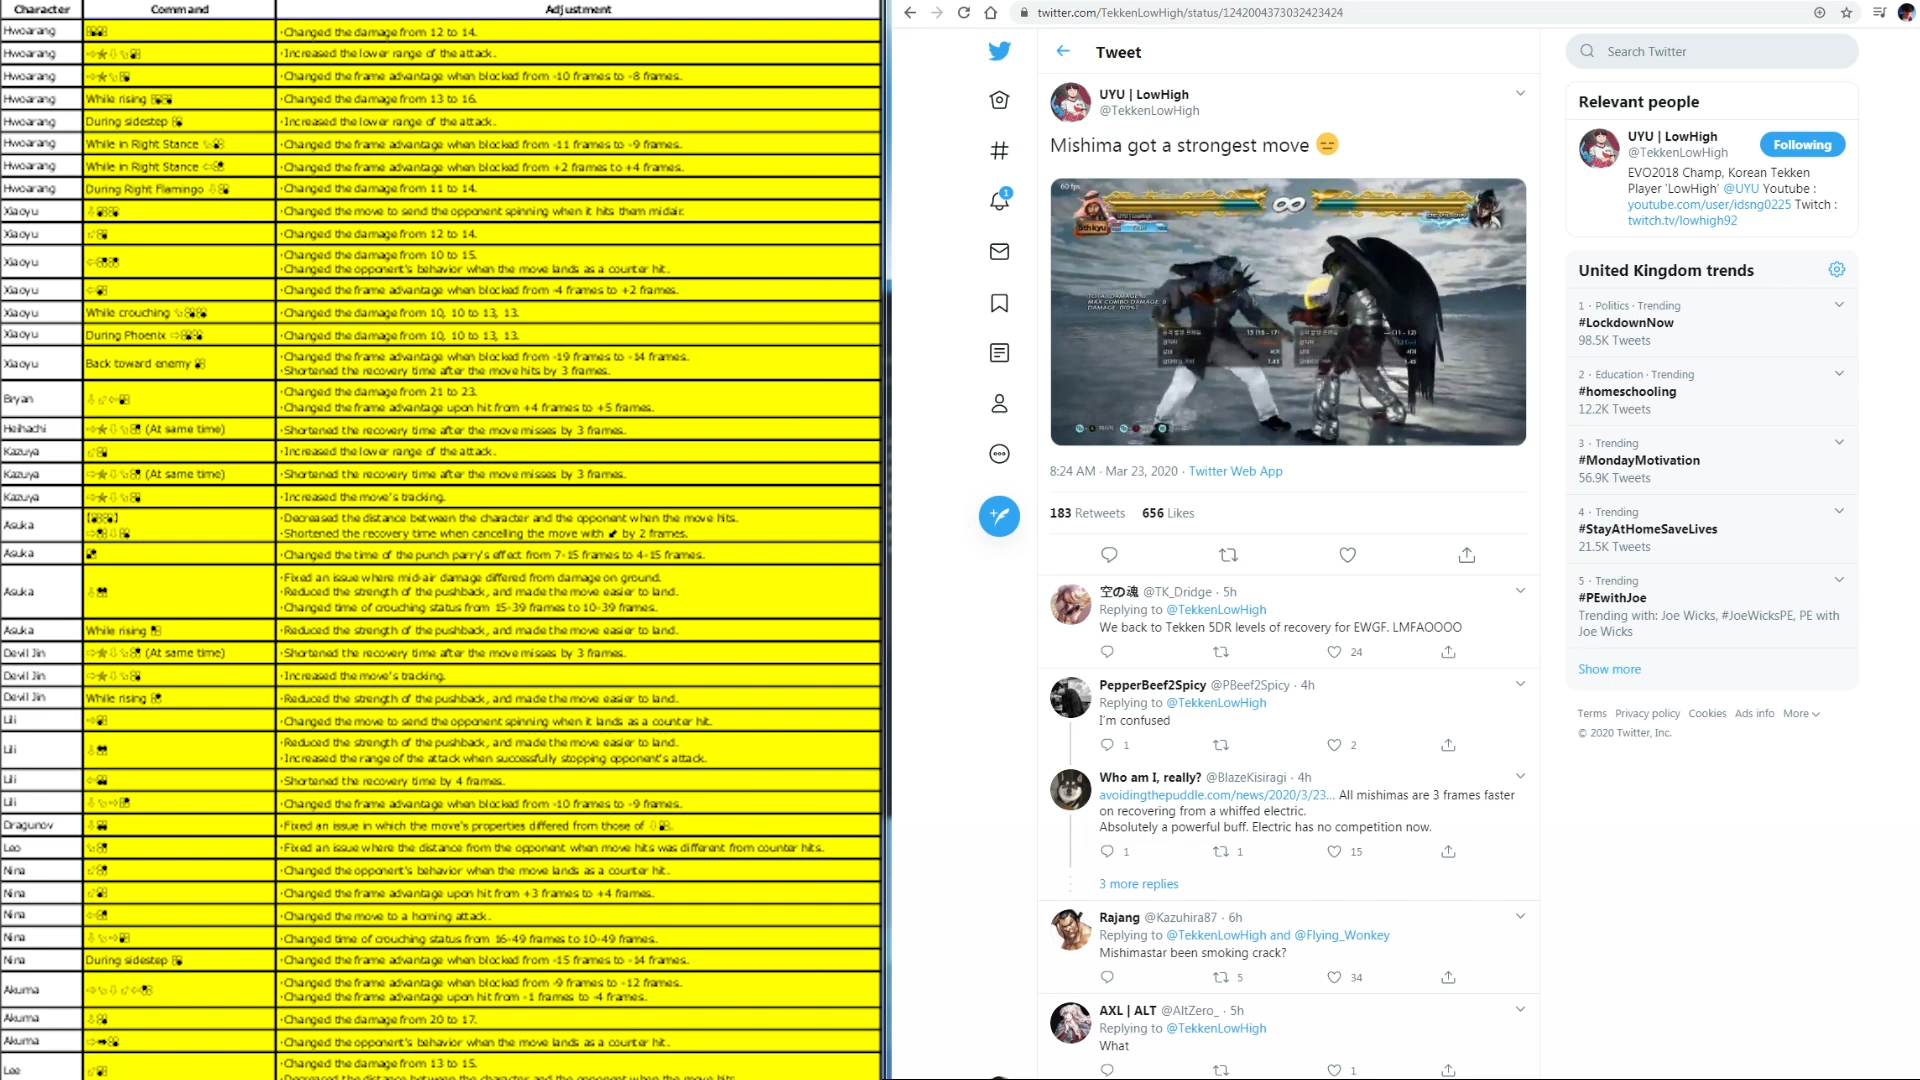 Character Command Adjustment
Hwoarang ・Changed the damage from 12 to 14.
Hwoarang ・Increased the lower range of the attack.
Hwoarang ・Changed the frame advantage when blocked from -10 frames to -8 frames.
Hwoarang While rising ・Changed the damage from 13 to 16.
Hwoarang During sidestep ・Increased the lower range of the attack.
Hwoarang While in Right Stance ・Changed the frame advantage when blocked from -11 frames to -9 frames.
Hwoarang While in Right Stance ・Changed the frame advantage when blocked from +2 frames to +4 frames.
Hwoarang During Right Flamingo ・Changed the damage from 11 to 14.
Xiaoyu ・Changed the move to send the opponent spinning when it hits them midair.
Xiaoyu ・Changed the damage from 12 to 14.
Xiaoyu ・Changed the damage from 10 to 15.
・Changed the opponent's behavior when the move lands as a counter hit.
Xiaoyu ・Changed the frame advantage when blocked from -4 frames to +2 frames.
Xiaoyu While crouching ・Changed the damage from 10, 10 to 13, 13.
Xiaoyu During Phoenix ・Changed the damage from 10, 10 to 13, 13.
Xiaoyu Back toward enemy ・Changed the frame advantage when blocked from -19 frames to -14 frames.
・Shortened the recovery time after the move hits by 3 frames.
Bryan ・Changed the damage from 21 to 23.
・Changed the frame advantage upon hit from +4 frames to +5 frames.
Heihachi (At same time) ・Shortened the recovery time after the move misses by 3 frames.
Kazuya ・Increased the lower range of the attack.
Kazuya (At same time) ・Shortened the recovery time after the move misses by 3 frames.
Kazuya ・Increased the move's tracking.
Asuka ・Decreased the distance between the character and the opponent when the move hits.
・Shortened the recovery time when cancelling the move with ⬋ by 2 frames.
Asuka ・Changed the time of the punch parry's effect from 7-15 frames to 4-15 frames.
Asuka ・Fixed an issue where mid-air damage differed from damage on ground.
・Reduced the strength of the pushback, and made the move easier to land.
・Changed time of crouching status from 15-39 frames to 10-39 frames.
Asuka While rising ・Reduced the strength of the pushback, and made the move easier to land.
Devil Jin (At same time) ・Shortened the recovery time after the move misses by 3 frames.
Devil Jin ・Increased the move's tracking.
Devil Jin While rising ・Reduced the strength of the pushback, and made the move easier to land.
Lili ・Changed the move to send the opponent spinning when it lands as a counter hit.
Lili ・Reduced the strength of the pushback, and made the move easier to land.
・Increased the range of the attack when successfully stopping opponent's attack.
Lili ・Shortened the recovery time by 4 frames.
Lili ・Changed the frame advantage when blocked from -10 frames to -9 frames.
Dragunov ・Fixed an issue in which the move's properties differed from those of
Leo ・Fixed an issue where the distance from the opponent when move hits was different from counter hits.
Nina ・Changed the opponent's behavior when the move lands as a counter hit.
Nina ・Changed the frame advantage upon hit from +3 frames to +4 frames.
Nina ・Changed the move to a homing attack.
Nina ・Changed time of crouching status from 16-49 frames to 10-49 frames.
Nina During sidestep ・Changed the frame advantage when blocked from -15 frames to -14 frames.
Akuma ・Changed the frame advantage when blocked from -9 frames to -12 frames.
・Changed the frame advantage upon hit from -1 frames to -4 frames.
Akuma ・Changed the damage from 20 to 17.
Akuma ・Changed the opponent's behavior when the move lands as a counter hit.
Lee ・Changed the damage from 13 to 15.
・Decreased the distance between the character and the opponent when the move hits.
twitter.com/TekkenLowHigh/status/1242004373032423424
1
Tweet
UYU | LowHigh
@TekkenLowHigh
Mishima got a strongest move 😑
60 fps
UYU | LowHigh
5th kyu
TOTAL DAMAGE
MAX COMBO DAMAGE: 0
8:24 AM · Mar 23, 2020 · Twitter Web App
183 Retweets 656 Likes
空の魂 @TK_Dridge · 5h
Replying to @TekkenLowHigh
We back to Tekken 5DR levels of recovery for EWGF. LMFAOOOO
24
PepperBeef2Spicy @PBeef2Spicy · 4h
Replying to @TekkenLowHigh
I'm confused
1 2
Who am I, really? @BlazeKisiragi · 4h
avoidingthepuddle.com/news/2020/3/23... All mishimas are 3 frames faster
on recovering from a whiffed electric.
Absolutely a powerful buff. Electric has no competition now.
1 1 15
3 more replies
Rajang @Kazuhira87 · 6h
Replying to @TekkenLowHigh and @Flying_Wonkey
Mishimastar been smoking crack?
5 34
AXL | ALT @AltZero_ · 5h
Replying to @TekkenLowHigh
What
1
Search Twitter
Relevant people
UYU | LowHigh
@TekkenLowHigh
Following
EVO2018 Champ, Korean Tekken
Player 'LowHigh' @UYU Youtube :
youtube.com/user/idsng0225 Twitch :
twitch.tv/lowhigh92
United Kingdom trends
1 · Politics · Trending
#LockdownNow
98.5K Tweets
2 · Education · Trending
#homeschooling
12.2K Tweets
3 · Trending
#MondayMotivation
56.9K Tweets
4 · Trending
#StayAtHomeSaveLives
21.5K Tweets
5 · Trending
#PEwithJoe
Trending with: Joe Wicks, #JoeWicksPE, PE with
Joe Wicks
Show more
Terms Privacy policy Cookies Ads info More
© 2020 Twitter, Inc.